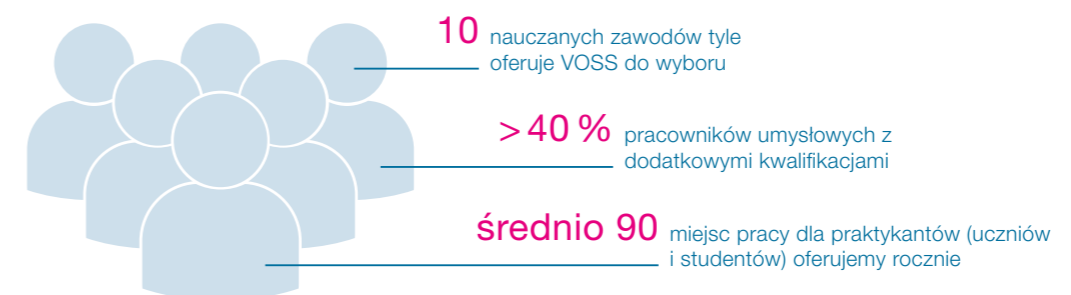 10 nauczanych zawodów tyle
oferuje VOSS do wyboru
> 40 % pracowników umysłowych z
dodatkowymi kwalifikacjami
średnio 90 miejsc pracy dla praktykantów (uczniów
i studentów) oferujemy rocznie